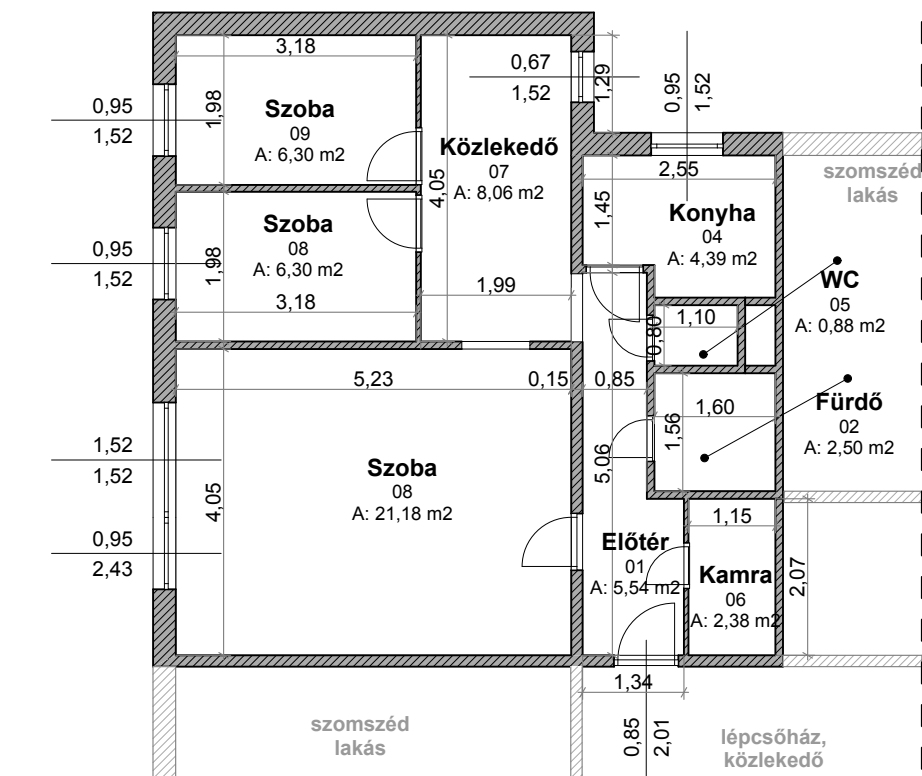 3,18
0,67
1,52
1,29
0,95
1,52
0,95
1,52
1,98
Szoba
09
A: 6,30 m2
Közlekedő
07
A: 8,06 m2
4,05
2,55
szomszéd
lakás
1,45
Konyha
04
A: 4,39 m2
0,95
1,52
1,98
Szoba
08
A: 6,30 m2
3,18
1,99
WC
05
A: 0,88 m2
0,80
1,10
5,23
0,15
0,85
1,56
1,60
Fürdő
02
A: 2,50 m2
1,52
1,52
4,05
Szoba
08
A: 21,18 m2
5,06
0,95
2,43
Előtér
01
A: 5,54 m2
1,15
Kamra
06
A: 2,38 m2
2,07
1,34
0,85
2,01
szomszéd
lakás
lépcsőház,
közlekedő